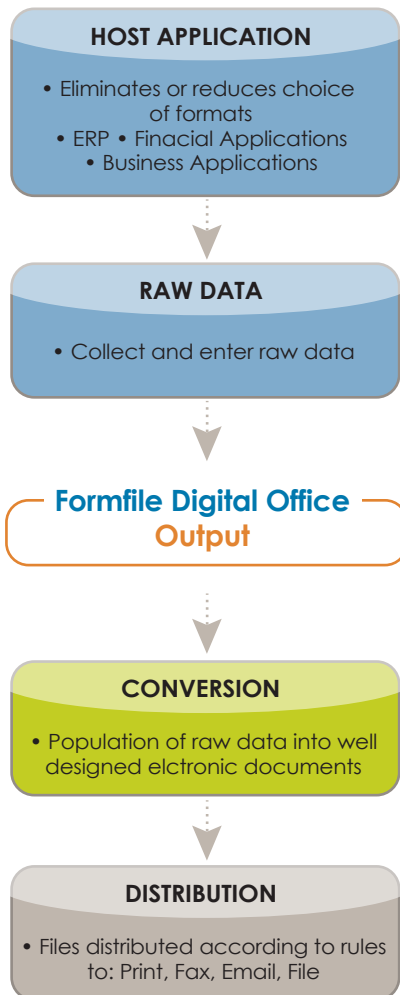 HOST APPLICATION
• Eliminates or reduces choice
of formats
• ERP • Finacial Applications
• Business Applications
RAW DATA
• Collect and enter raw data
Formfile Digital Office
Output
CONVERSION
• Population of raw data into well
designed elctronic documents
DISTRIBUTION
• Files distributed according to rules
to: Print, Fax, Email, File